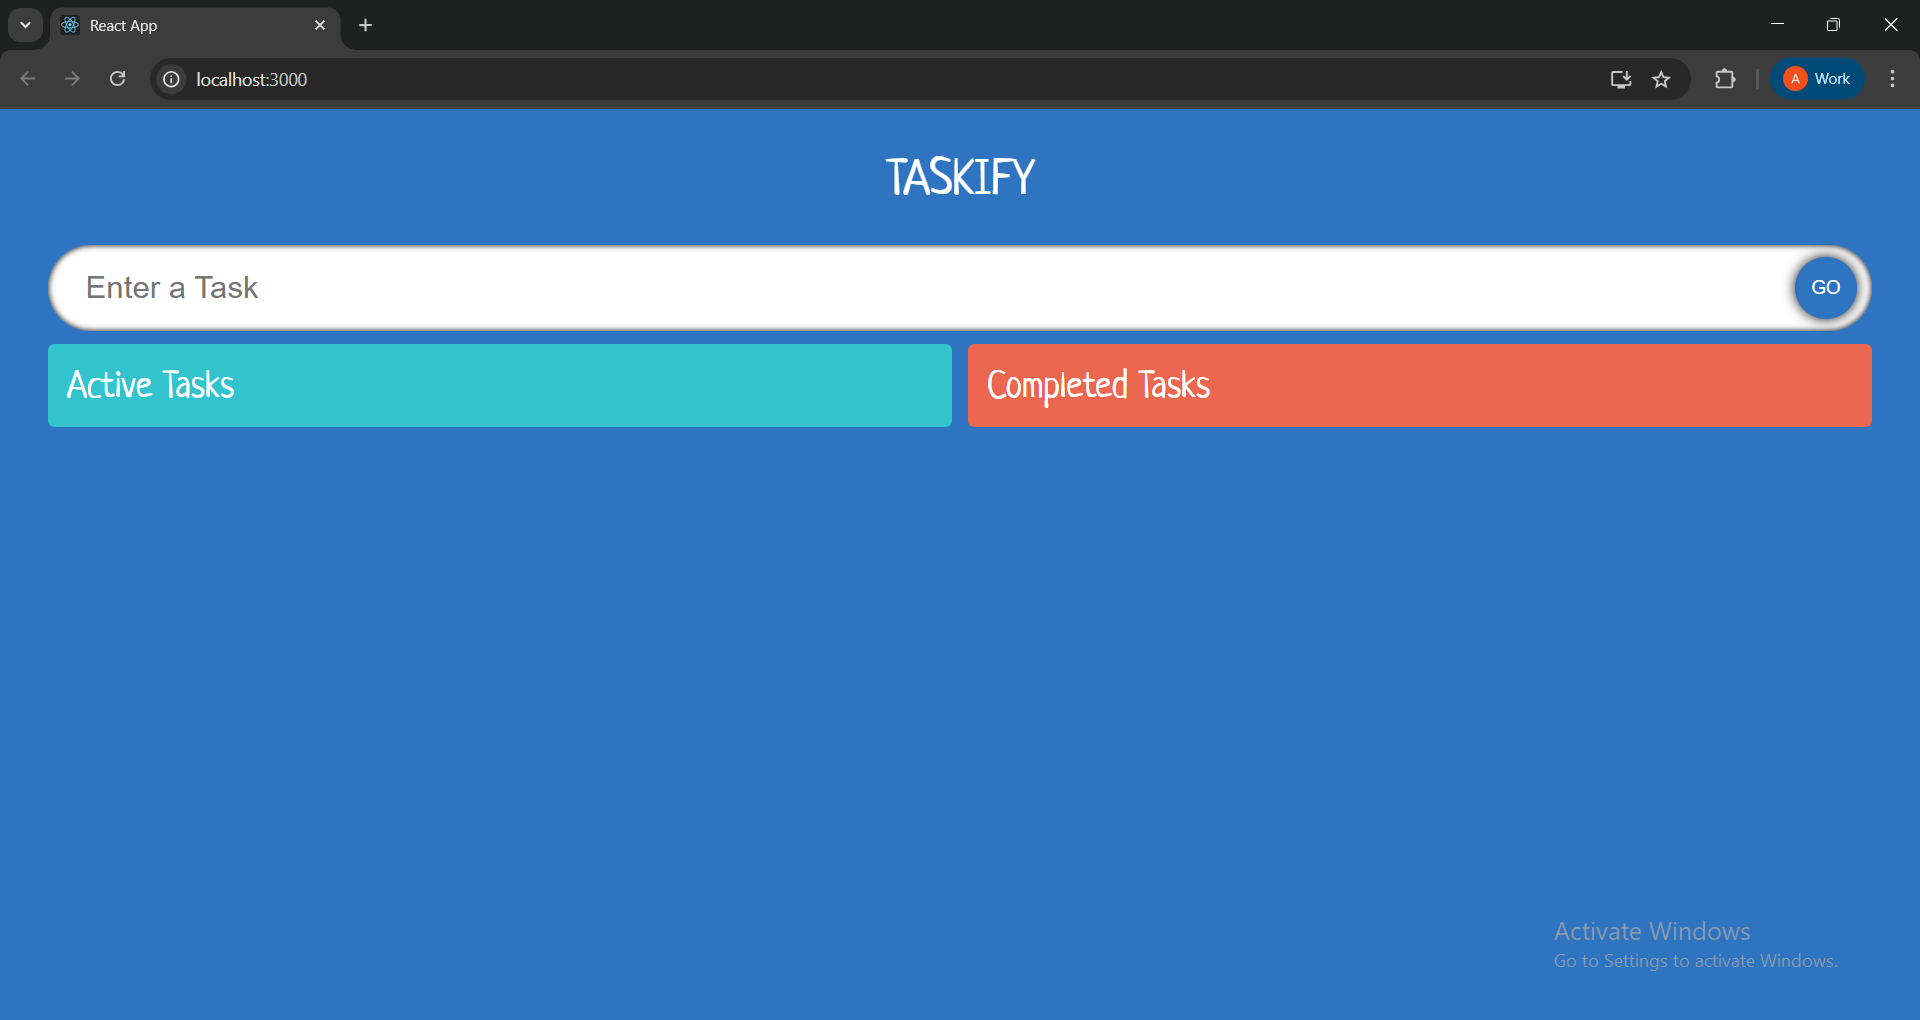 React App
localhost:3000
A Work
TASKIFY
Enter a Task
GO
Active Tasks
Completed Tasks
Activate Windows
Go to Settings to activate Windows.